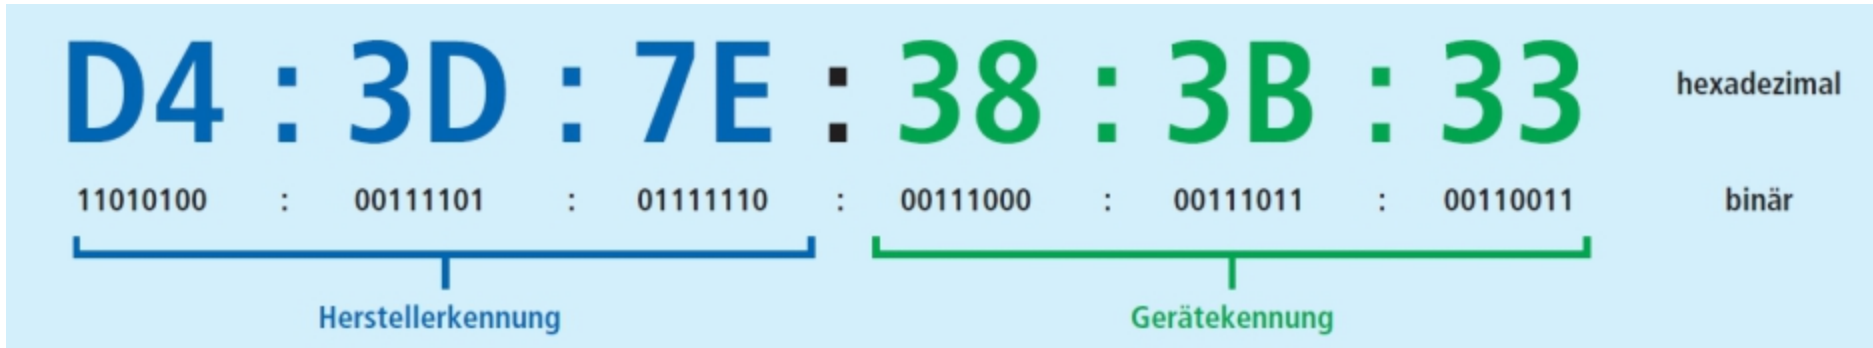 D4 : 3D : 7E : 38 : 3B : 33 hexadezimal
11010100 : 00111101 : 01111110 : 00111000 : 00111011 : 00110011 binär
Herstellerkennung Gerätekennung